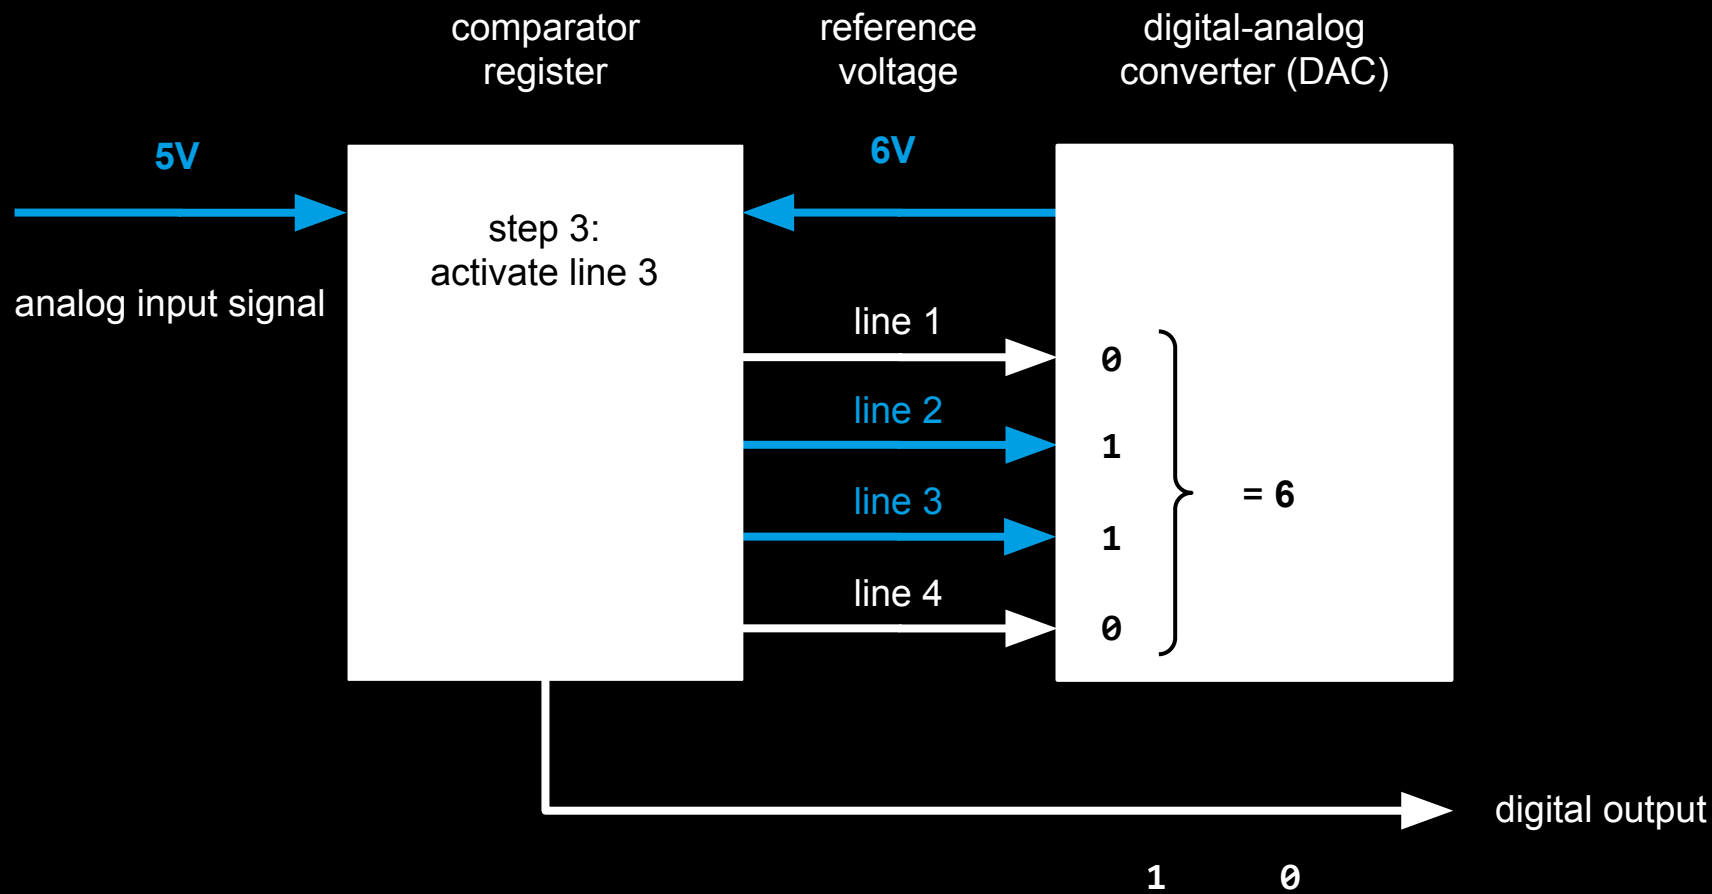 comparator
register
reference
voltage
digital-analog
converter (DAC)
5V
6V
step 3:
activate line 3
analog input signal
line 1
0
line 2
1
= 6
line 3
1
line 4
0
digital output
1 0